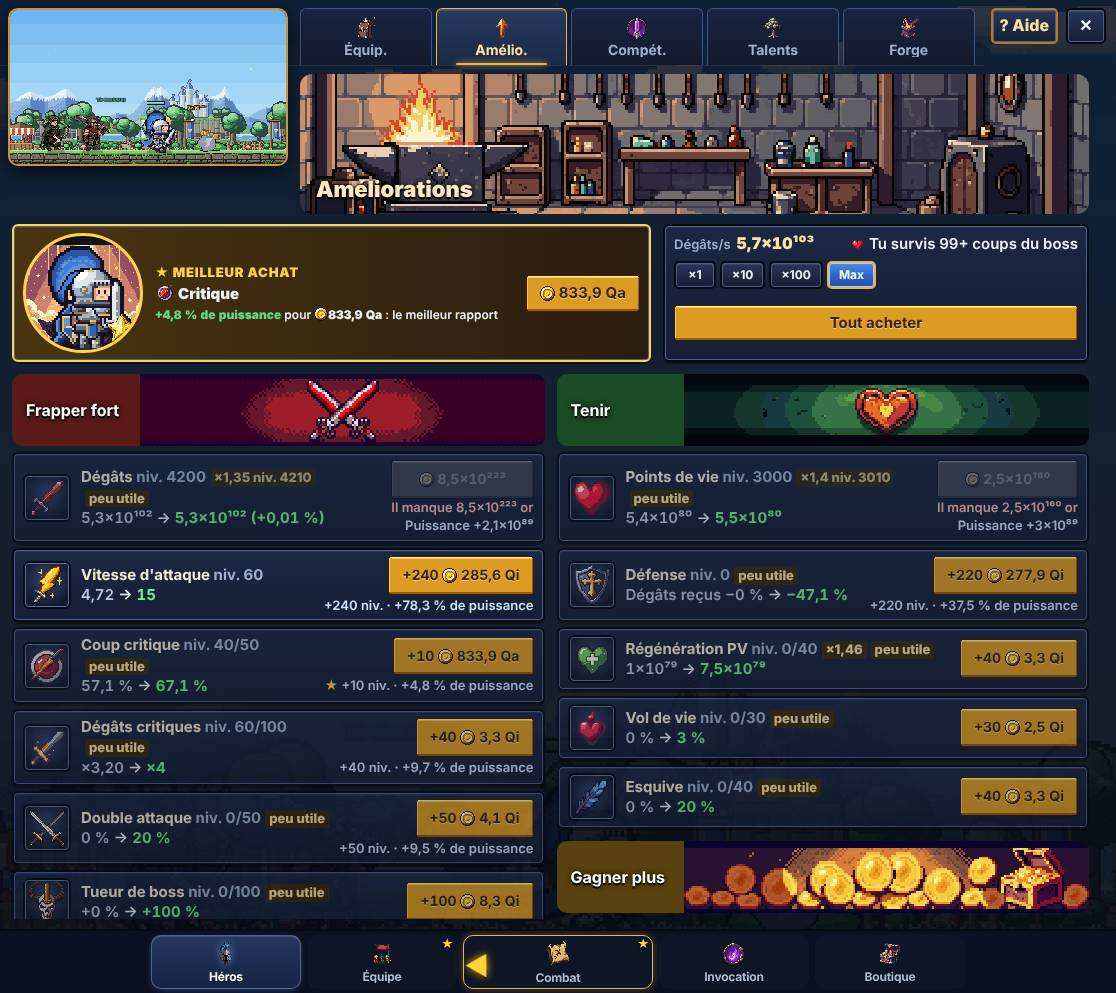 Équip.
Amélio.
Compét.
Talents
Forge
? Aide
×
Améliorations
★ MEILLEUR ACHAT
Critique
+4,8 % de puissance pour 833,9 Qa : le meilleur rapport
833,9 Qa
Dégâts/s 5,7×10¹⁰³
Tu survis 99+ coups du boss
×1
×10
×100
Max
Tout acheter
Frapper fort
Dégâts niv. 4200 ×1,35 niv. 4210
peu utile
5,3×10¹⁰² → 5,3×10¹⁰² (+0,01 %)
8,5×10²²³
Il manque 8,5×10²²³ or
Puissance +2,1×10⁸⁹
Vitesse d'attaque niv. 60
4,72 → 15
+240 285,6 Qi
+240 niv. · +78,3 % de puissance
Coup critique niv. 40/50
peu utile
57,1 % → 67,1 %
+10 833,9 Qa
★ +10 niv. · +4,8 % de puissance
Dégâts critiques niv. 60/100
peu utile
×3,20 → ×4
+40 3,3 Qi
+40 niv. · +9,7 % de puissance
Double attaque niv. 0/50 peu utile
0 % → 20 %
+50 4,1 Qi
+50 niv. · +9,5 % de puissance
Tueur de boss niv. 0/100 peu utile
+0 % → +100 %
+100 8,3 Qi
Tenir
Points de vie niv. 3000 ×1,4 niv. 3010
peu utile
5,4×10⁸⁰ → 5,5×10⁸⁰
2,5×10¹⁶⁰
Il manque 2,5×10¹⁶⁰ or
Puissance +3×10⁸⁹
Défense niv. 0 peu utile
Dégâts reçus −0 % → −47,1 %
+220 277,9 Qi
+220 niv. · +37,5 % de puissance
Régénération PV niv. 0/40 ×1,46 peu utile
1×10⁷⁹ → 7,5×10⁷⁹
+40 3,3 Qi
Vol de vie niv. 0/30 peu utile
0 % → 3 %
+30 2,5 Qi
Esquive niv. 0/40 peu utile
0 % → 20 %
+40 3,3 Qi
Gagner plus
Héros
Équipe
Combat
Invocation
Boutique